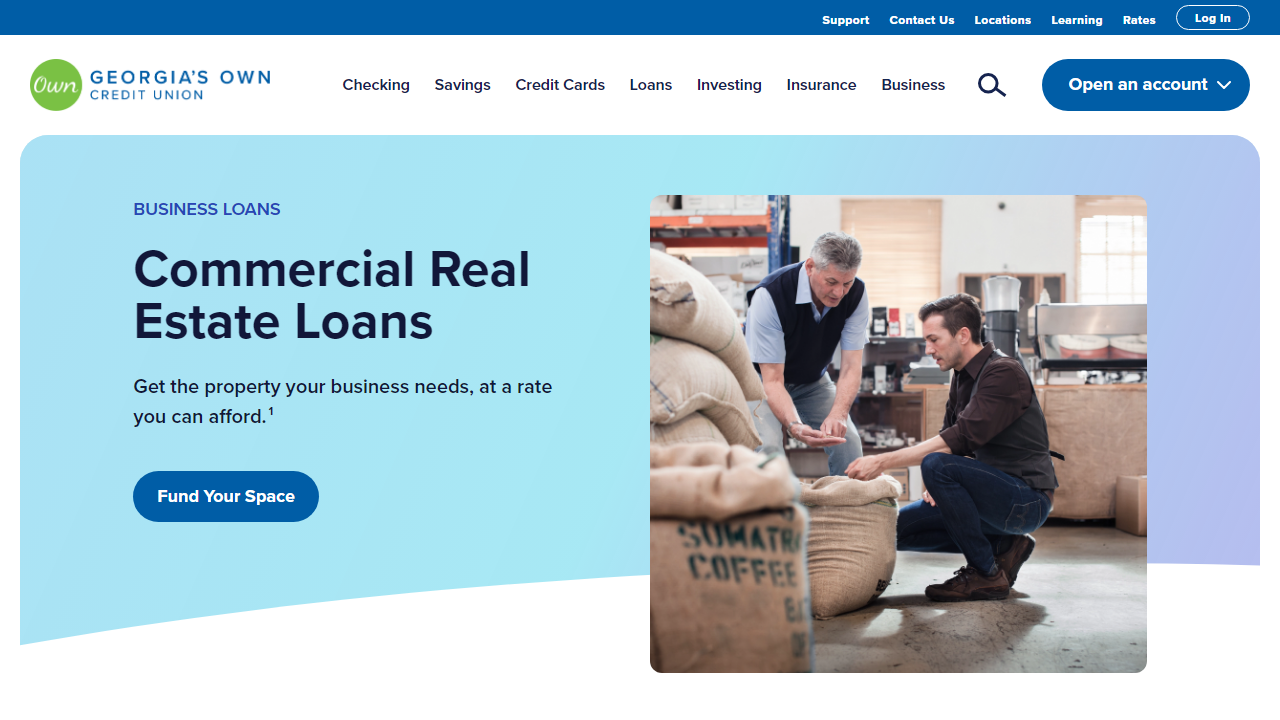 Support Contact Us Locations Learning Rates Log In
Own GEORGIA'S OWN
CREDIT UNION
Checking Savings Credit Cards Loans Investing Insurance Business Open an account
BUSINESS LOANS
Commercial Real
Estate Loans
Get the property your business needs, at a rate
you can afford.¹
Fund Your Space
SUMATRA
COFFEE